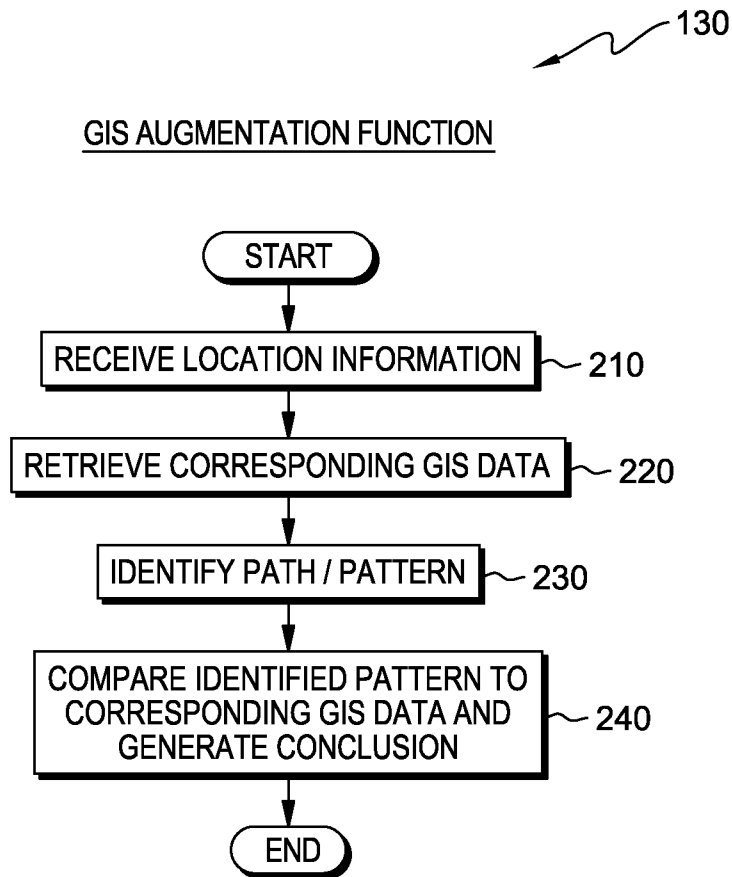 130
GIS AUGMENTATION FUNCTION
START
RECEIVE LOCATION INFORMATION
210
RETRIEVE CORRESPONDING GIS DATA
220
IDENTIFY PATH / PATTERN
230
COMPARE IDENTIFIED PATTERN TO
CORRESPONDING GIS DATA AND
GENERATE CONCLUSION
240
END